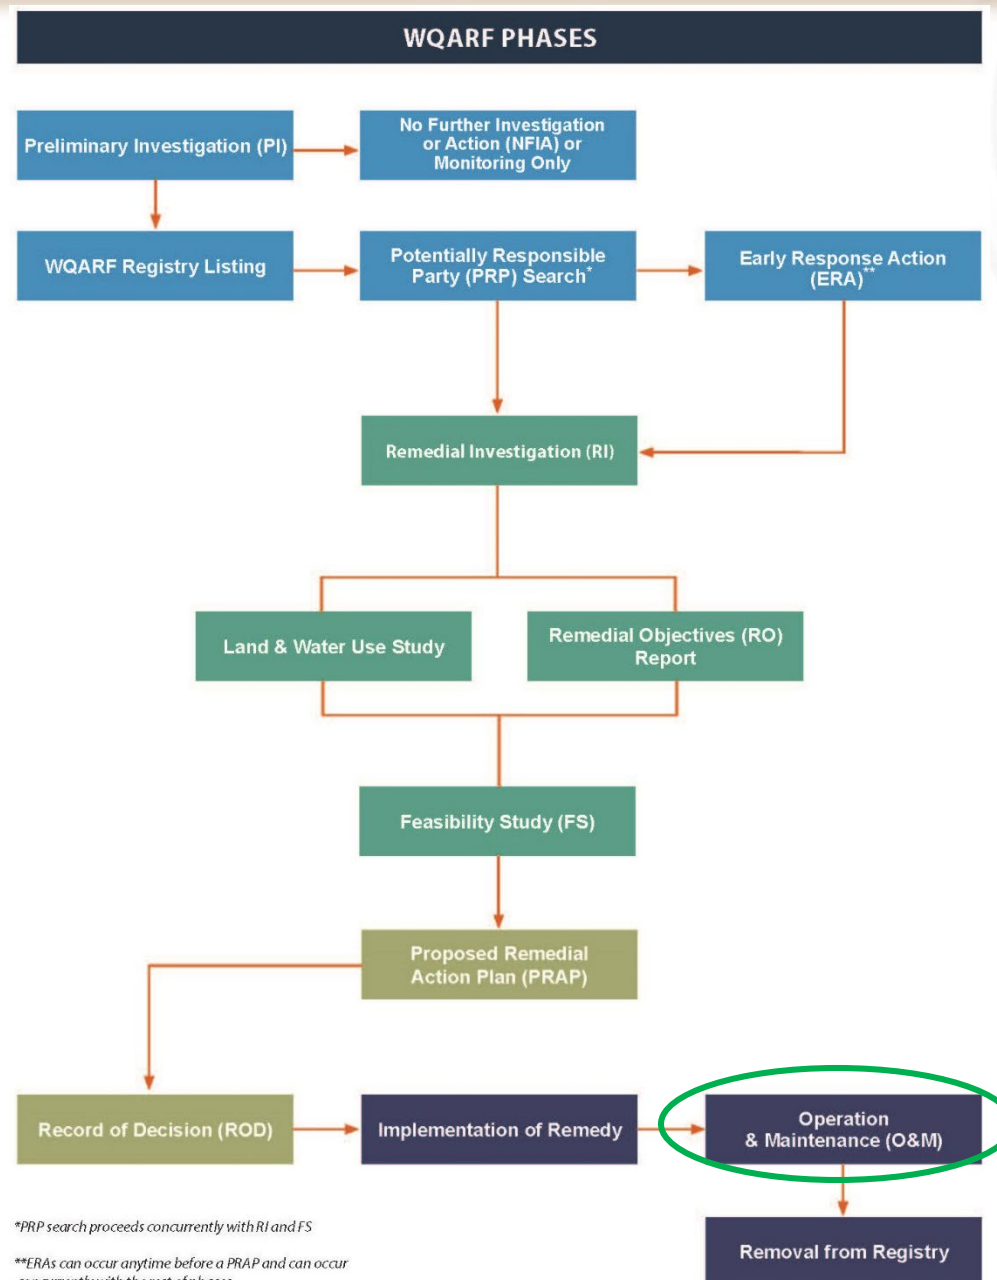 WQARF PHASES
Preliminary Investigation (PI)
No Further Investigation
or Action (NFIA) or
Monitoring Only
WQARF Registry Listing
Potentially Responsible
Party (PRP) Search*
Early Response Action
(ERA)**
Remedial Investigation (RI)
Land & Water Use Study
Remedial Objectives (RO)
Report
Feasibility Study (FS)
Proposed Remedial
Action Plan (PRAP)
Record of Decision (ROD)
Implementation of Remedy
Operation
& Maintenance (O&M)
Removal from Registry
*PRP search proceeds concurrently with RI and FS
**ERAs can occur anytime before a PRAP and can occur